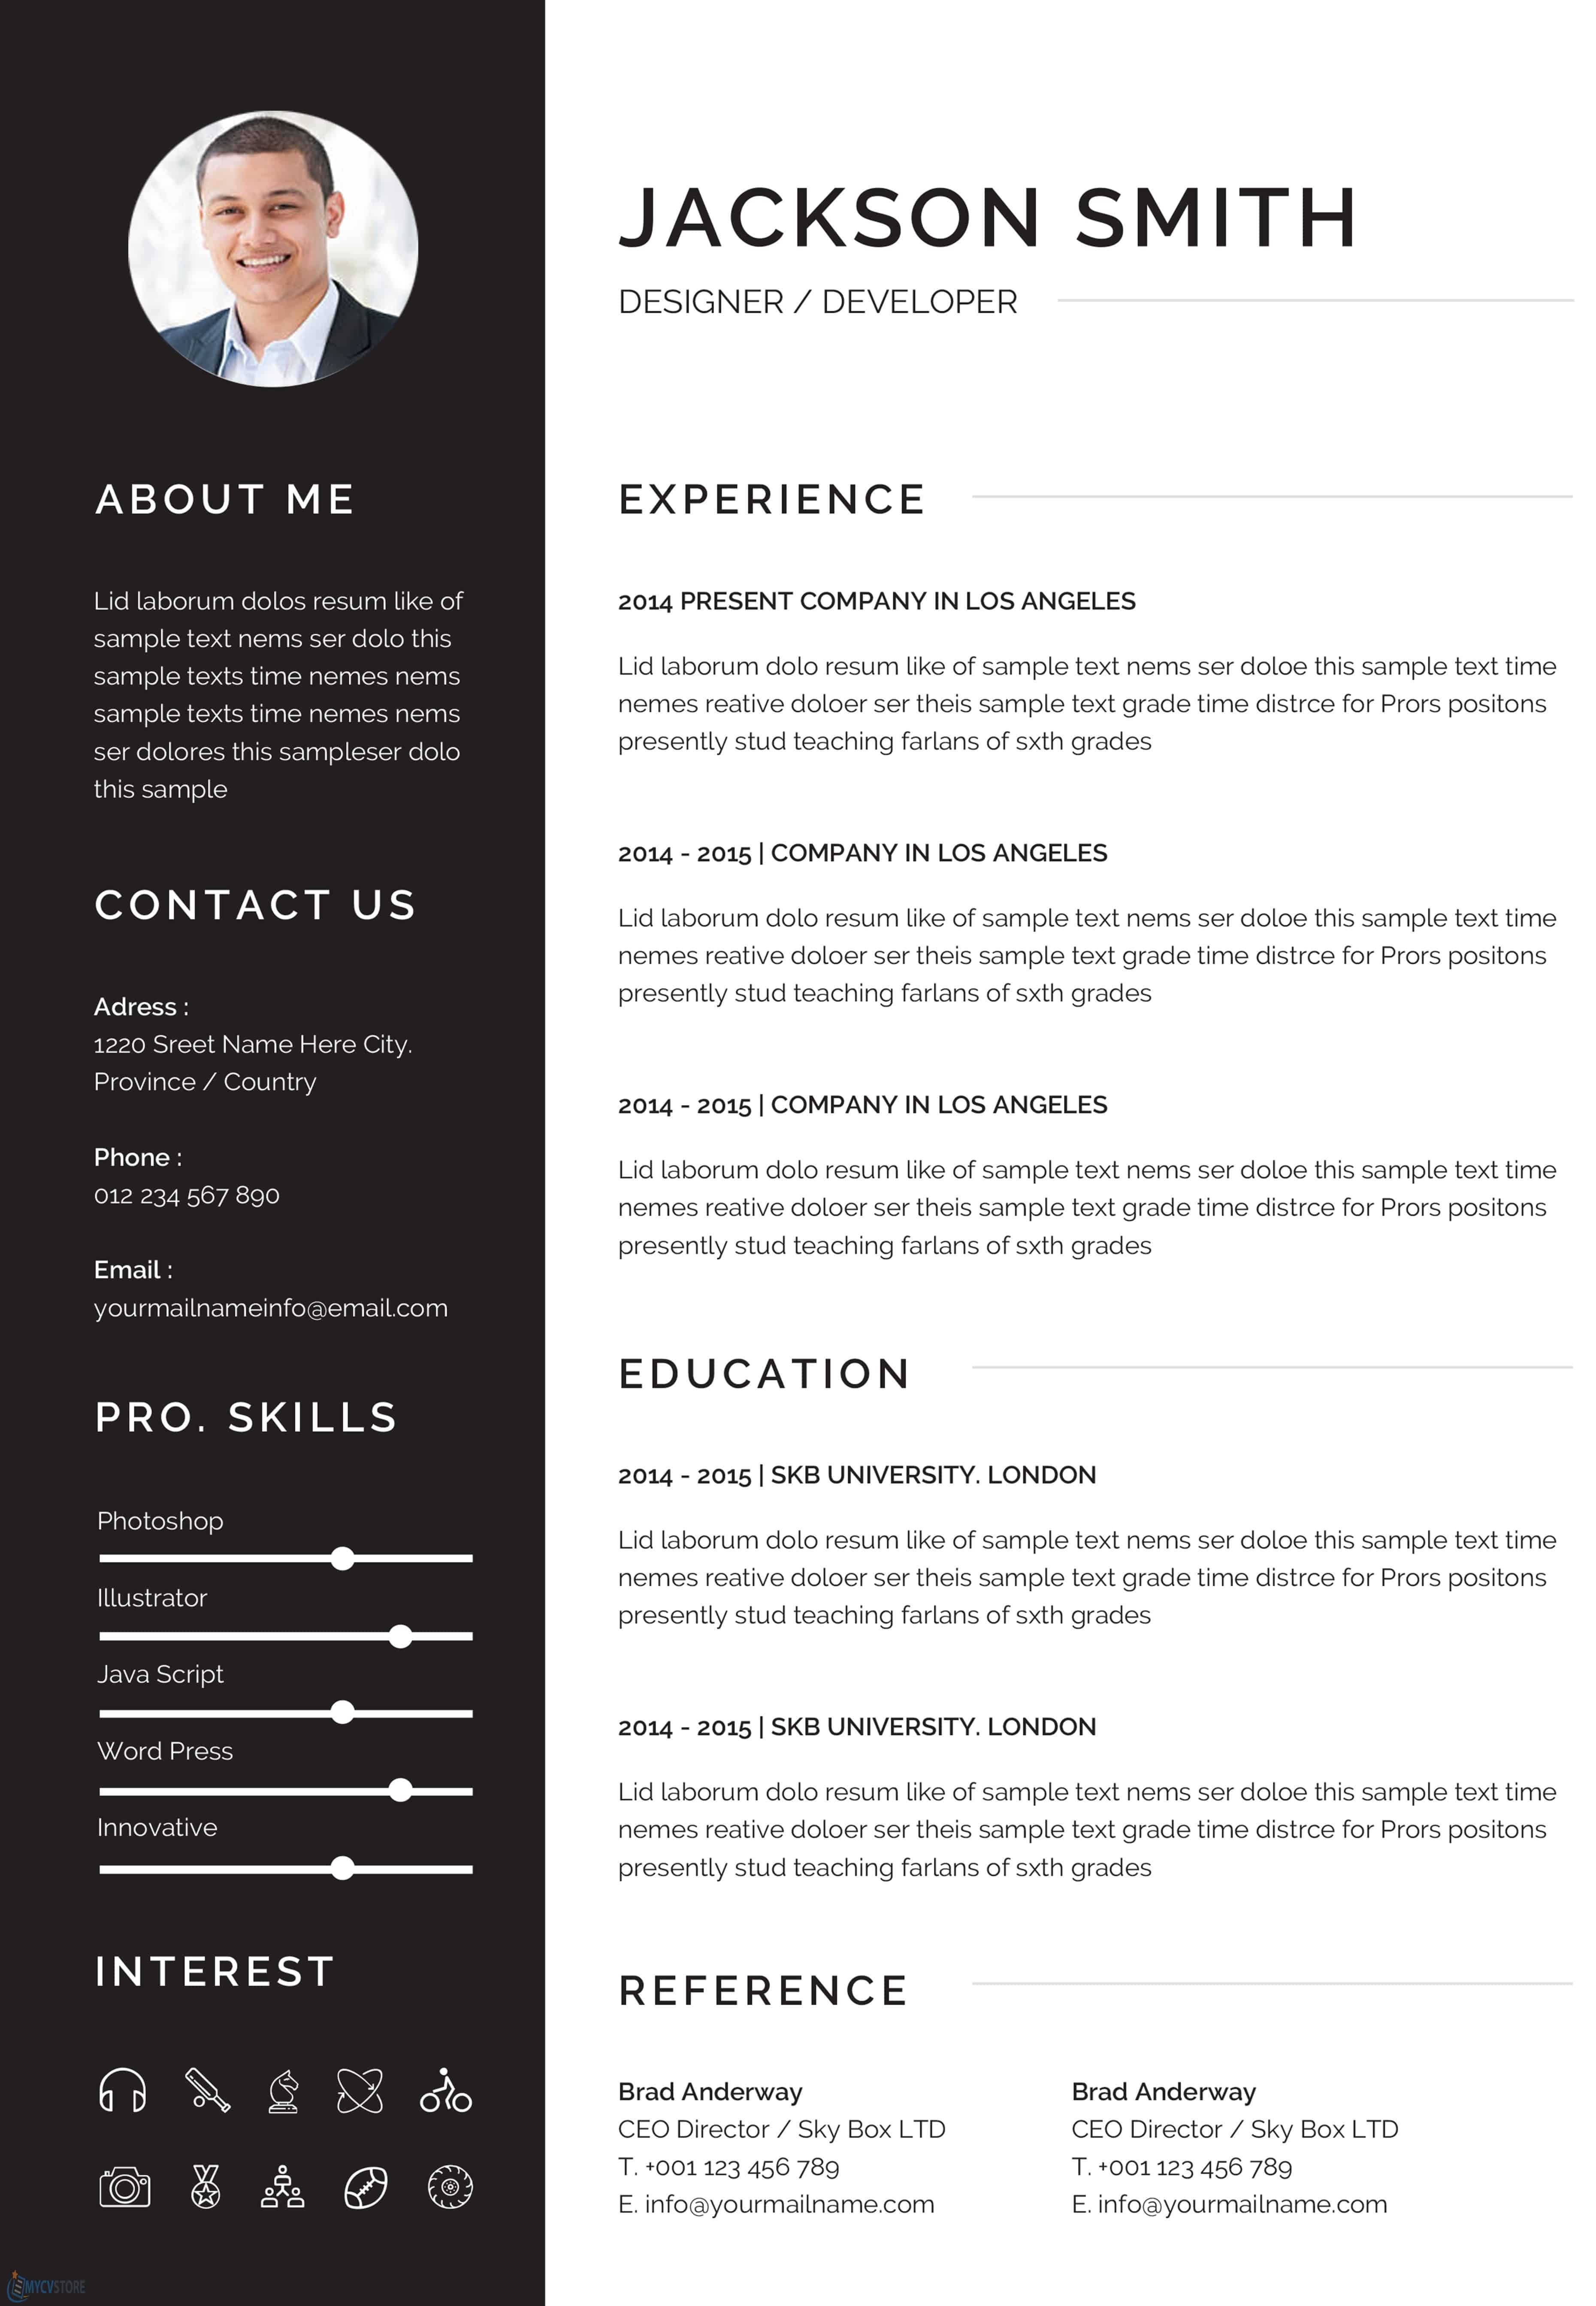 JACKSON SMITH
DESIGNER / DEVELOPER
ABOUT ME
Lid laborum dolos resum like of
sample text nems ser dolo this
sample texts time nemes nems
sample texts time nemes nems
ser dolores this sampleser dolo
this sample
CONTACT US
Adress :
1220 Sreet Name Here City.
Province / Country
Phone :
012 234 567 890
Email :
yourmailnameinfo@email.com
PRO. SKILLS
Photoshop
Illustrator
Java Script
Word Press
Innovative
INTEREST
MYCVSTORE
EXPERIENCE
2014 PRESENT COMPANY IN LOS ANGELES
Lid laborum dolo resum like of sample text nems ser doloe this sample text time
nemes reative doloer ser theis sample text grade time distrce for Prors positons
presently stud teaching farlans of sxth grades
2014 - 2015 | COMPANY IN LOS ANGELES
Lid laborum dolo resum like of sample text nems ser doloe this sample text time
nemes reative doloer ser theis sample text grade time distrce for Prors positons
presently stud teaching farlans of sxth grades
2014 - 2015 | COMPANY IN LOS ANGELES
Lid laborum dolo resum like of sample text nems ser doloe this sample text time
nemes reative doloer ser theis sample text grade time distrce for Prors positons
presently stud teaching farlans of sxth grades
EDUCATION
2014 - 2015 | SKB UNIVERSITY. LONDON
Lid laborum dolo resum like of sample text nems ser doloe this sample text time
nemes reative doloer ser theis sample text grade time distrce for Prors positons
presently stud teaching farlans of sxth grades
2014 - 2015 | SKB UNIVERSITY. LONDON
Lid laborum dolo resum like of sample text nems ser doloe this sample text time
nemes reative doloer ser theis sample text grade time distrce for Prors positons
presently stud teaching farlans of sxth grades
REFERENCE
Brad Anderway
CEO Director / Sky Box LTD
T. +001 123 456 789
E. info@yourmailname.com
Brad Anderway
CEO Director / Sky Box LTD
T. +001 123 456 789
E. info@yourmailname.com